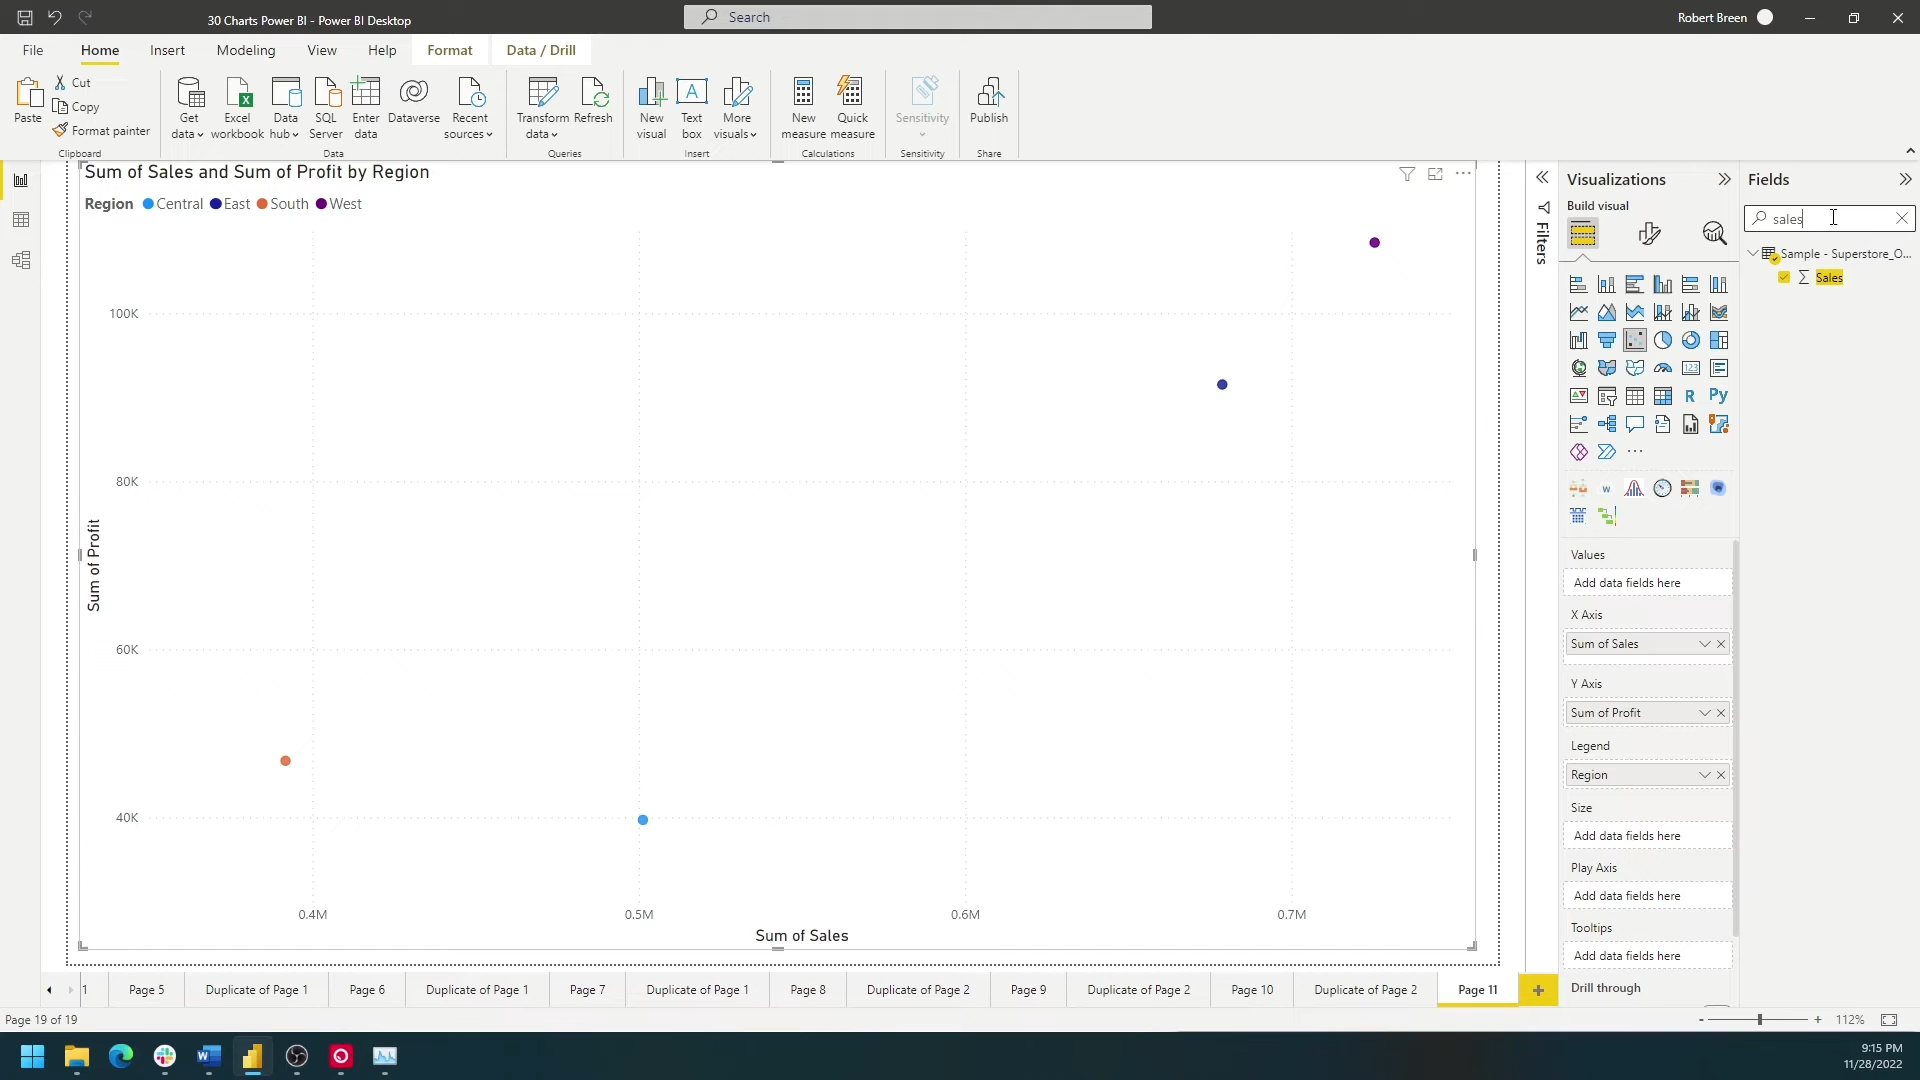 30 Charts Power BI - Power BI Desktop
Search
Robert Breen
File Home Insert Modeling View Help Format Data / Drill
Paste
Cut
Copy
Format painter
Clipboard
Get data
Excel workbook
Data hub
SQL Server
Enter data
Dataverse
Recent sources
Data
Transform data
Refresh
Queries
New visual
Text box
More visuals
Insert
New measure
Quick measure
Calculations
Sensitivity
Sensitivity
Publish
Share
Sum of Sales and Sum of Profit by Region
Region Central East South West
100K
80K
60K
40K
Sum of Profit
0.4M 0.5M 0.6M 0.7M
Sum of Sales
Filters
Visualizations
Build visual
123
R
Py
Values
Add data fields here
X Axis
Sum of Sales
Y Axis
Sum of Profit
Legend
Region
Size
Add data fields here
Play Axis
Add data fields here
Tooltips
Add data fields here
Drill through
Fields
sales
Sample - Superstore_O...
Sales
1 Page 5 Duplicate of Page 1 Page 6 Duplicate of Page 1 Page 7 Duplicate of Page 1 Page 8 Duplicate of Page 2 Page 9 Duplicate of Page 2 Page 10 Duplicate of Page 2 Page 11
Page 19 of 19
- + 112%
9:15 PM
11/28/2022